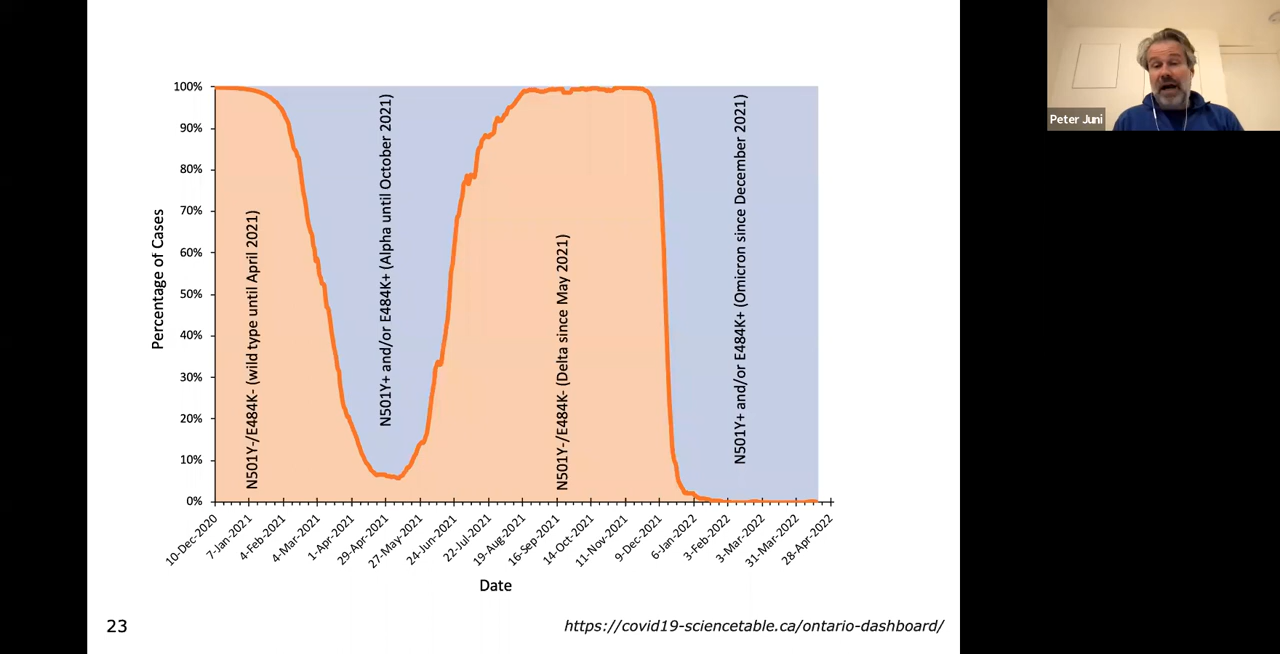 100%
90%
80%
70%
60%
50%
40%
30%
20%
10%
0%
Percentage of Cases
N501Y-/E484K- (wild type until April 2021)
N501Y+ and/or E484K+ (Alpha until October 2021)
N501Y-/E484K- (Delta since May 2021)
N501Y+ and/or E484K+ (Omicron since December 2021)
10-Dec-2020
7-Jan-2021
4-Feb-2021
4-Mar-2021
1-Apr-2021
29-Apr-2021
27-May-2021
24-Jun-2021
22-Jul-2021
19-Aug-2021
16-Sep-2021
14-Oct-2021
11-Nov-2021
9-Dec-2021
6-Jan-2022
3-Feb-2022
3-Mar-2022
31-Mar-2022
28-Apr-2022
Date
23
https://covid19-sciencetable.ca/ontario-dashboard/
Peter Juni